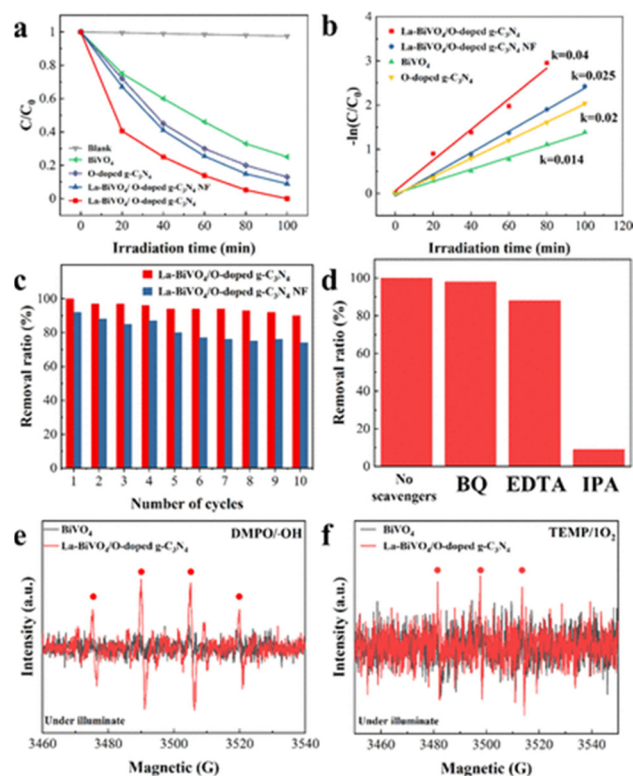 a
C/C₀
1.0
0.8
0.6
0.4
0.2
0.0
Blank
BiVO₄
O-doped g-C₃N₄
La-BiVO₄/ O-doped g-C₃N₄ NF
La-BiVO₄/ O-doped g-C₃N₄
0 20 40 60 80 100
Irradiation time (min)
b
-ln(C/C₀)
4
3
2
1
0
La-BiVO₄/O-doped g-C₃N₄
La-BiVO₄/O-doped g-C₃N₄ NF
BiVO₄
O-doped g-C₃N₄
k=0.04
k=0.025
k=0.02
k=0.014
0 20 40 60 80 100 120
Irradiation time (min)
c
Removal ratio (%)
100
80
60
40
20
0
La-BiVO₄/O-doped g-C₃N₄
La-BiVO₄/O-doped g-C₃N₄ NF
1 2 3 4 5 6 7 8 9 10
Number of cycles
d
Removal ratio (%)
100
80
60
40
20
0
No scavengers
BQ
EDTA
IPA
e
Intensity (a.u.)
BiVO₄
La-BiVO₄/O-doped g-C₃N₄
DMPO/-OH
Under illuminate
3460 3480 3500 3520 3540
Magnetic (G)
f
Intensity (a.u.)
BiVO₄
La-BiVO₄/O-doped g-C₃N₄
TEMP/1O₂
Under illuminate
3460 3480 3500 3520 3540
Magnetic (G)